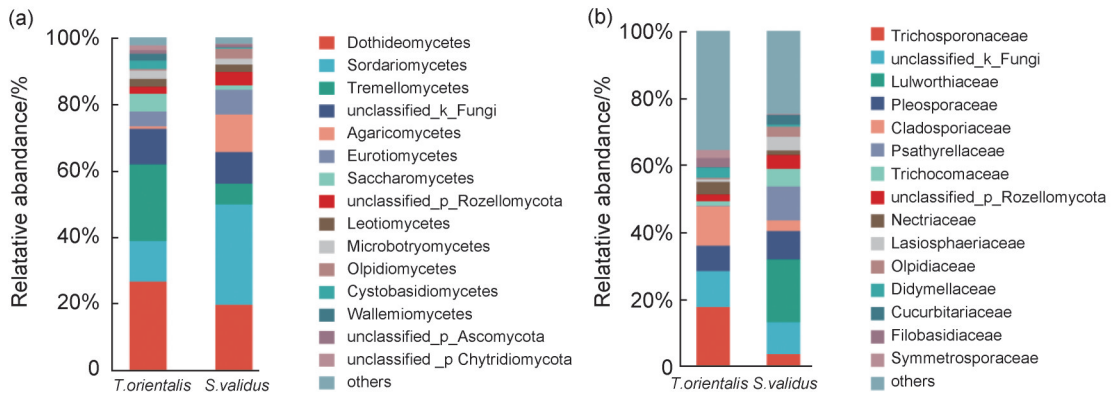 (a)
Relatative abundance/%
100%
80%
60%
40%
20%
0
T.orientalis
S.validus
Dothideomycetes
Sordariomycetes
Tremellomycetes
unclassified_k_Fungi
Agaricomycetes
Eurotiomycetes
Saccharomycetes
unclassified_p_Rozellomycota
Leotiomycetes
Microbotryomycetes
Olpidiomycetes
Cystobasidiomycetes
Wallemiomycetes
unclassified_p_Ascomycota
unclassified _p Chytridiomycota
others
(b)
Relatative abundance/%
100%
80%
60%
40%
20%
0
T.orientalis
S.validus
Trichosporonaceae
unclassified_k_Fungi
Lulworthiaceae
Pleosporaceae
Cladosporiaceae
Psathyrellaceae
Trichocomaceae
unclassified_p_Rozellomycota
Nectriaceae
Lasiosphaeriaceae
Olpidiaceae
Didymellaceae
Cucurbitariaceae
Filobasidiaceae
Symmetrosporaceae
others